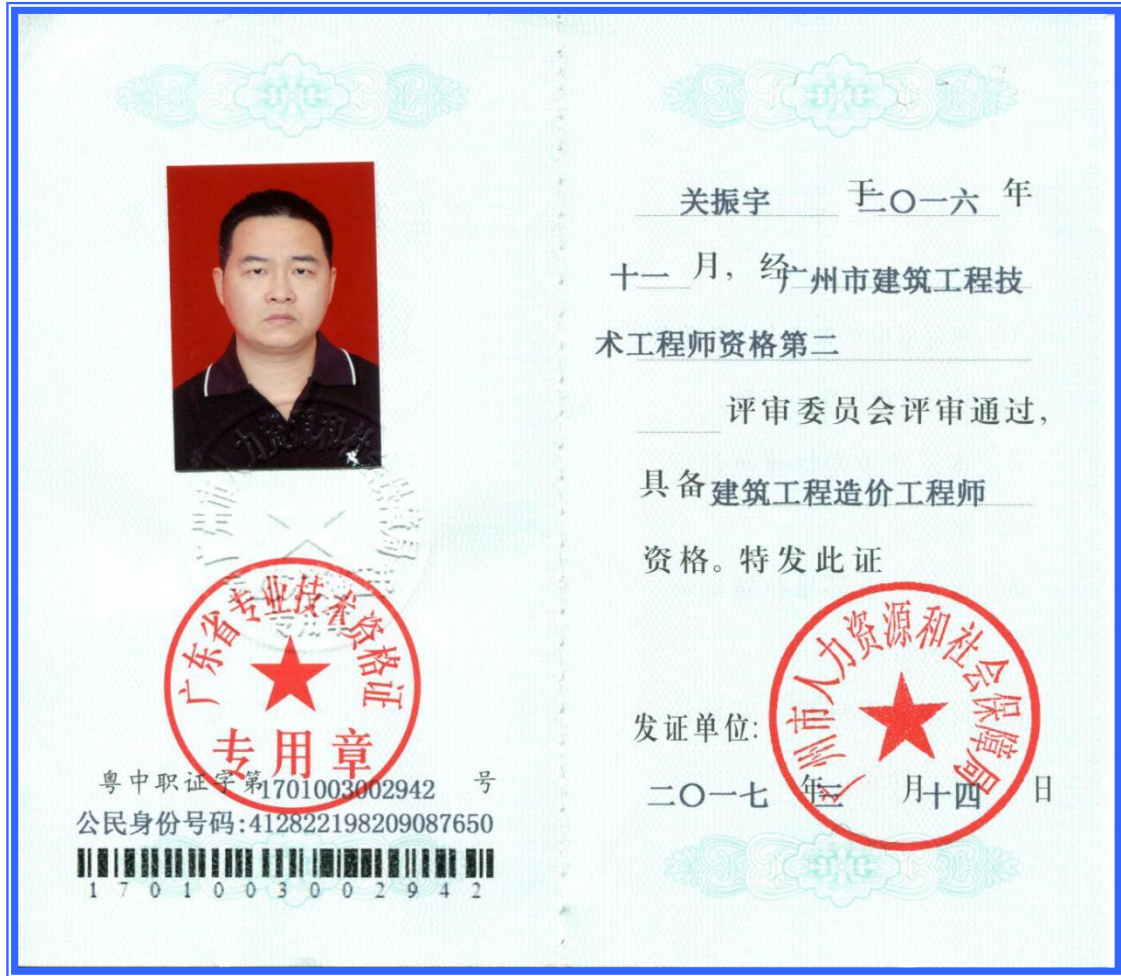 广东省专业技术资格证
专用章
粤中职证字第1701003002942 号
公民身份号码:412822198209087650
1701003002942
关振宇 于二〇一六 年
十一 月，经广州市建筑工程技
术工程师资格第二
评审委员会评审通过，
具备建筑工程造价工程师
资格。特发此证
广州市人力资源和社会保障局
发证单位:
二〇一七 年三 月十四 日